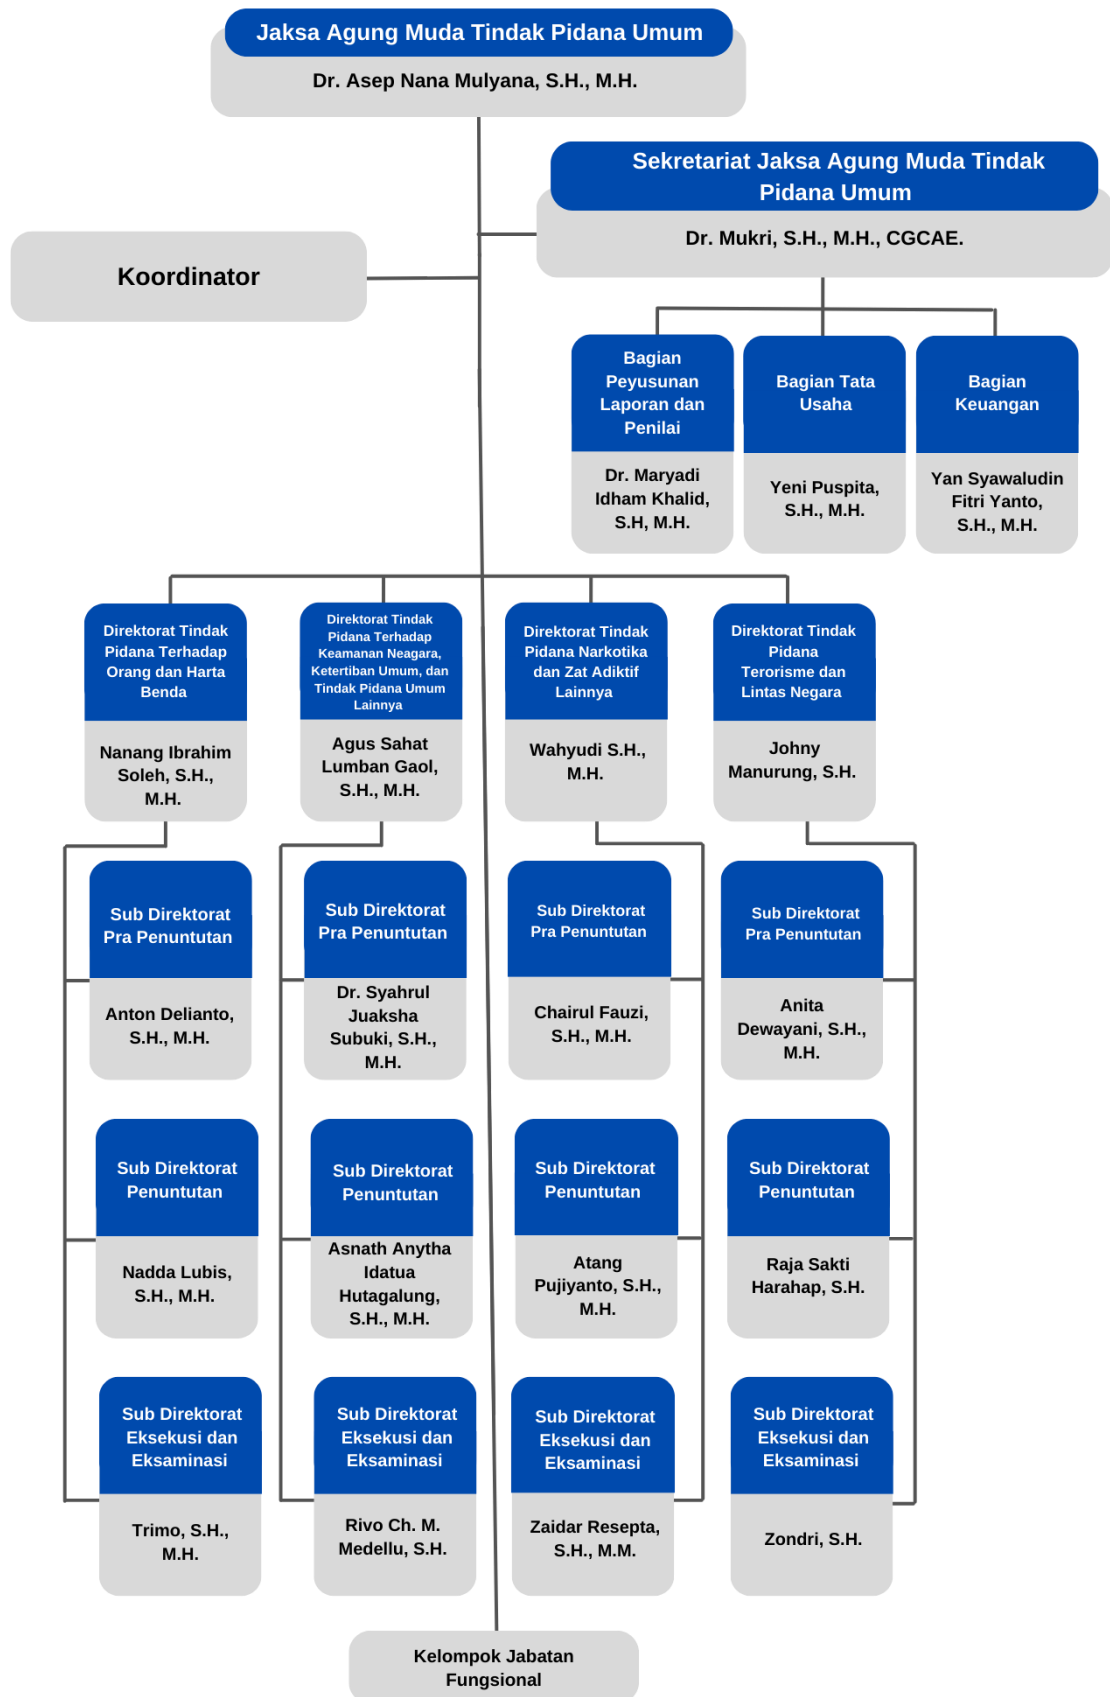 Jaksa Agung Muda Tindak Pidana Umum
Dr. Asep Nana Mulyana, S.H., M.H.
Sekretariat Jaksa Agung Muda Tindak
Pidana Umum
Dr. Mukri, S.H., M.H., CGCAE.
Koordinator
Bagian
Peyusunan
Laporan dan
Penilai
Dr. Maryadi
Idham Khalid,
S.H, M.H.
Bagian Tata
Usaha
Yeni Puspita,
S.H., M.H.
Bagian
Keuangan
Yan Syawaludin
Fitri Yanto,
S.H., M.H.
Direktorat Tindak
Pidana Terhadap
Orang dan Harta
Benda
Nanang Ibrahim
Soleh, S.H.,
M.H.
Direktorat Tindak
Pidana Terhadap
Keamanan Neagara,
Ketertiban Umum, dan
Tindak Pidana Umum
Lainnya
Agus Sahat
Lumban Gaol,
S.H., M.H.
Direktorat Tindak
Pidana Narkotika
dan Zat Adiktif
Lainnya
Wahyudi S.H.,
M.H.
Direktorat Tindak
Pidana
Terorisme dan
Lintas Negara
Johny
Manurung, S.H.
Sub Direktorat
Pra Penuntutan
Anton Delianto,
S.H., M.H.
Sub Direktorat
Pra Penuntutan
Dr. Syahrul
Juaksha
Subuki, S.H.,
M.H.
Sub Direktorat
Pra Penuntutan
Chairul Fauzi,
S.H., M.H.
Sub Direktorat
Pra Penuntutan
Anita
Dewayani, S.H.,
M.H.
Sub Direktorat
Penuntutan
Nadda Lubis,
S.H., M.H.
Sub Direktorat
Penuntutan
Asnath Anytha
Idatua
Hutagalung,
S.H., M.H.
Sub Direktorat
Penuntutan
Atang
Pujiyanto, S.H.,
M.H.
Sub Direktorat
Penuntutan
Raja Sakti
Harahap, S.H.
Sub Direktorat
Eksekusi dan
Eksaminasi
Trimo, S.H.,
M.H.
Sub Direktorat
Eksekusi dan
Eksaminasi
Rivo Ch. M.
Medellu, S.H.
Sub Direktorat
Eksekusi dan
Eksaminasi
Zaidar Resepta,
S.H., M.M.
Sub Direktorat
Eksekusi dan
Eksaminasi
Zondri, S.H.
Kelompok Jabatan
Fungsional